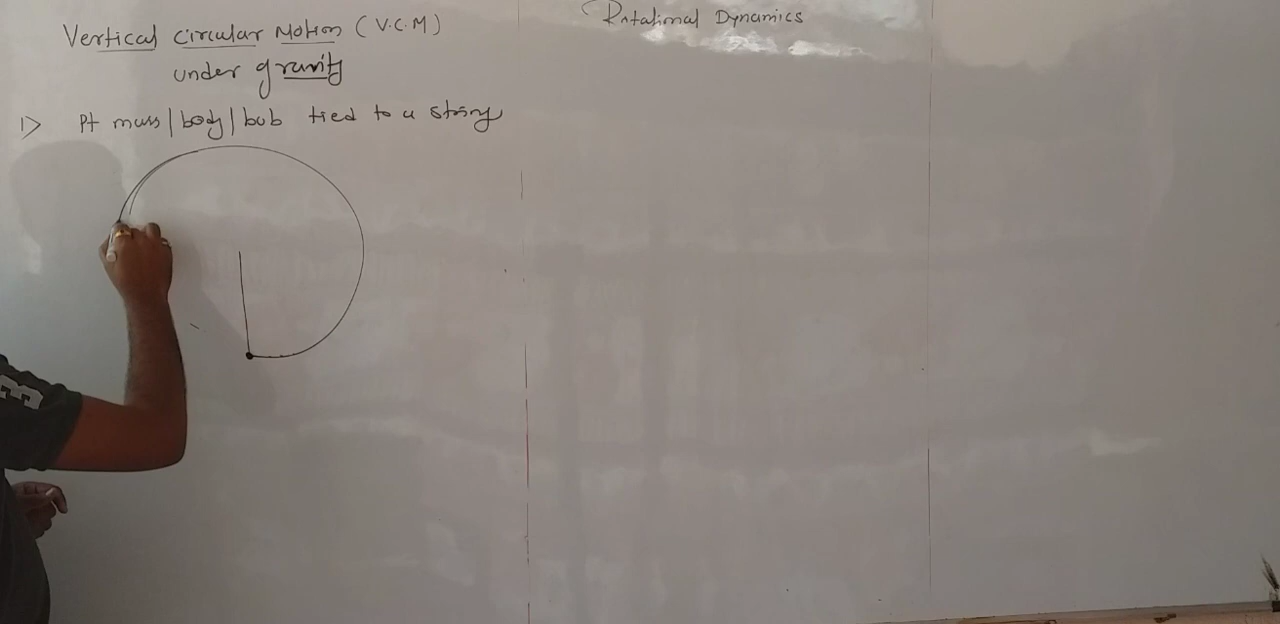 Rotational Dynamics
Vertical circular Motion (V.C.M)
under gravity
1> Pt mass/body/bob tied to a string